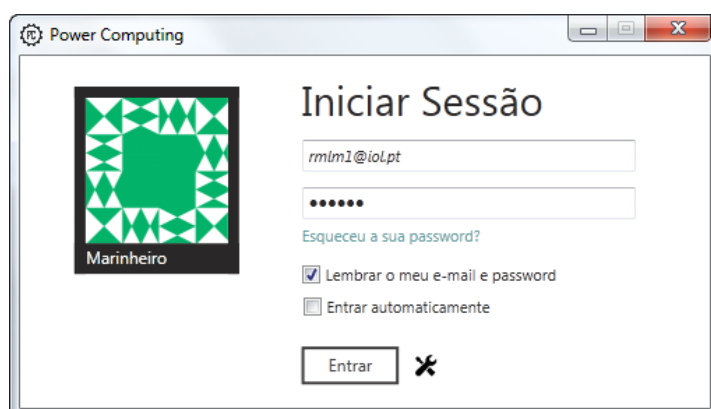 Power Computing
Iniciar Sessão
rmlm1@iol.pt
••••••
Esqueceu a sua password?
Marinheiro
Lembrar o meu e-mail e password
Entrar automaticamente
Entrar